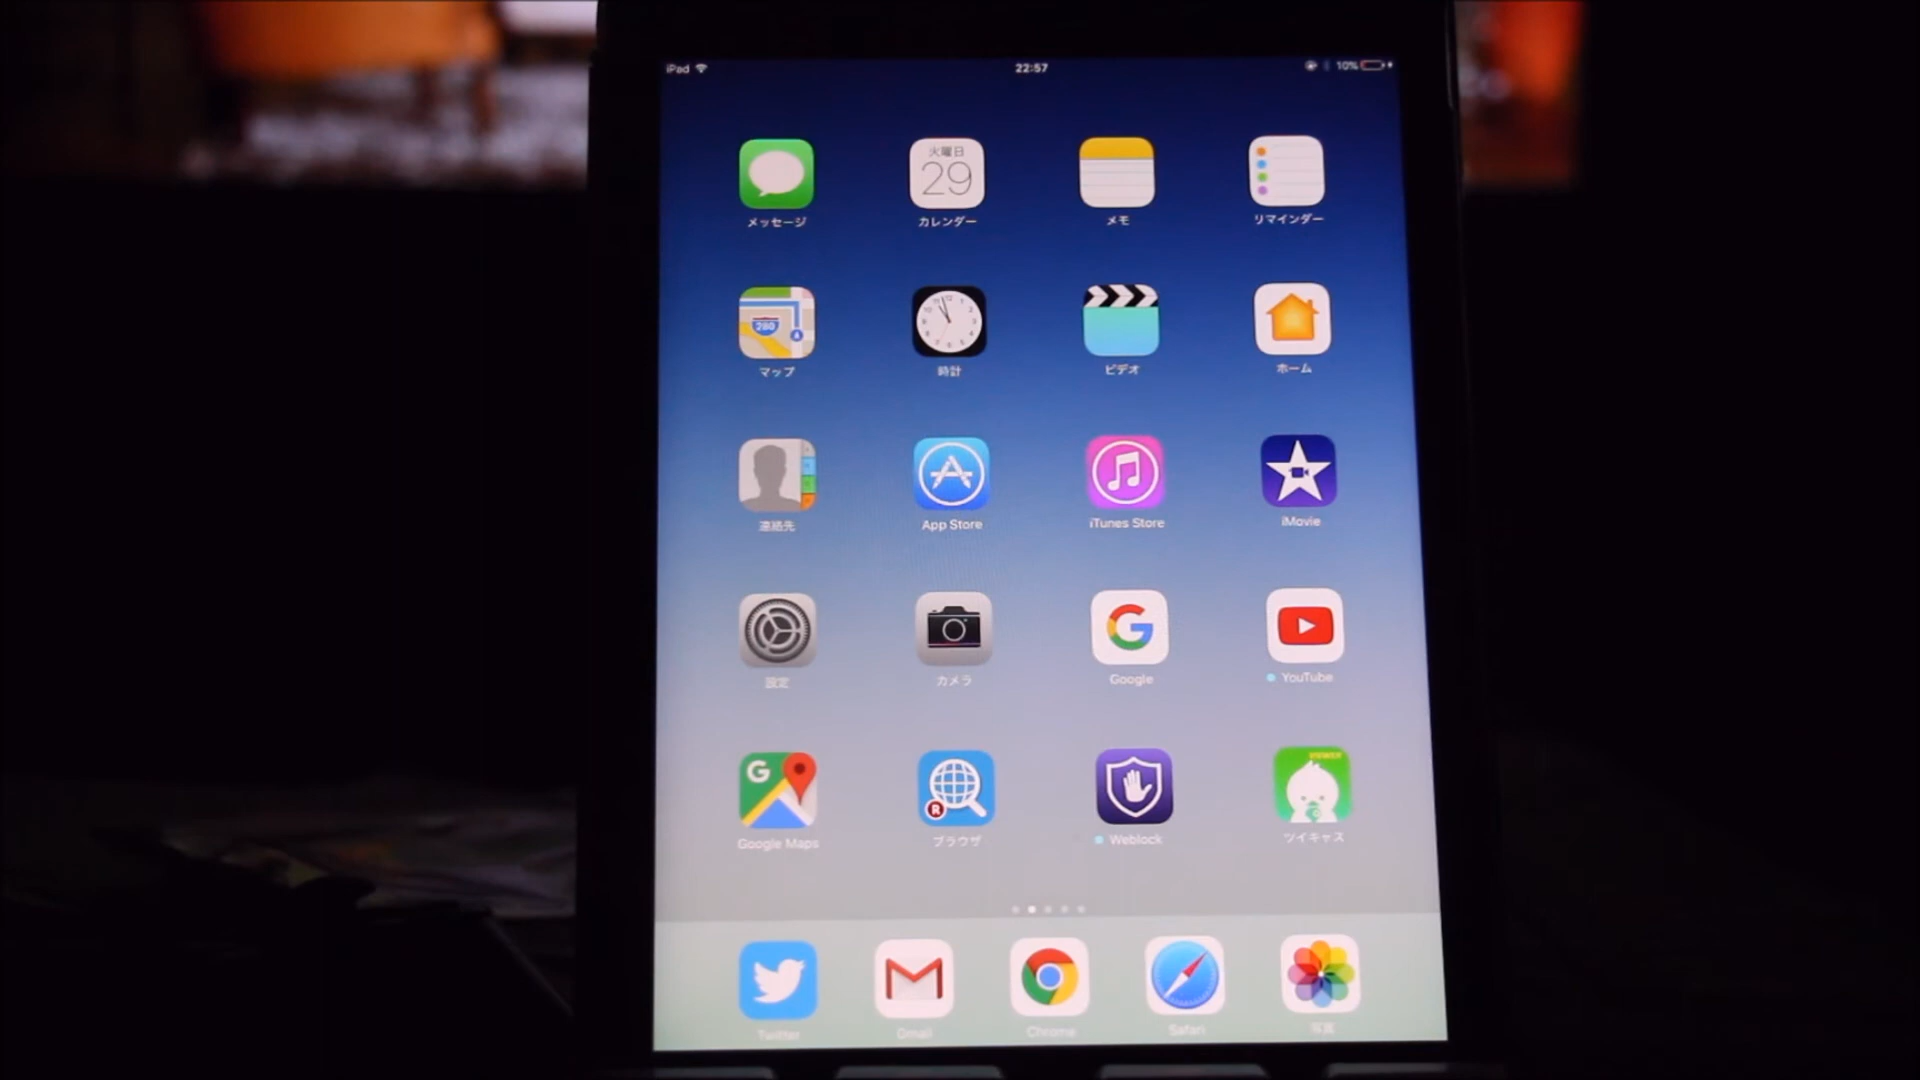 iPad 22:57 10%
火曜日
29
メッセージ カレンダー メモ リマインダー
280
マップ 時計 ビデオ ホーム
連絡先 App Store iTunes Store iMovie
G
設定 カメラ Google YouTube
G R VIEWER
Google Maps ブラウザ Weblock ツイキャス
Twitter Gmail Chrome Safari 写真